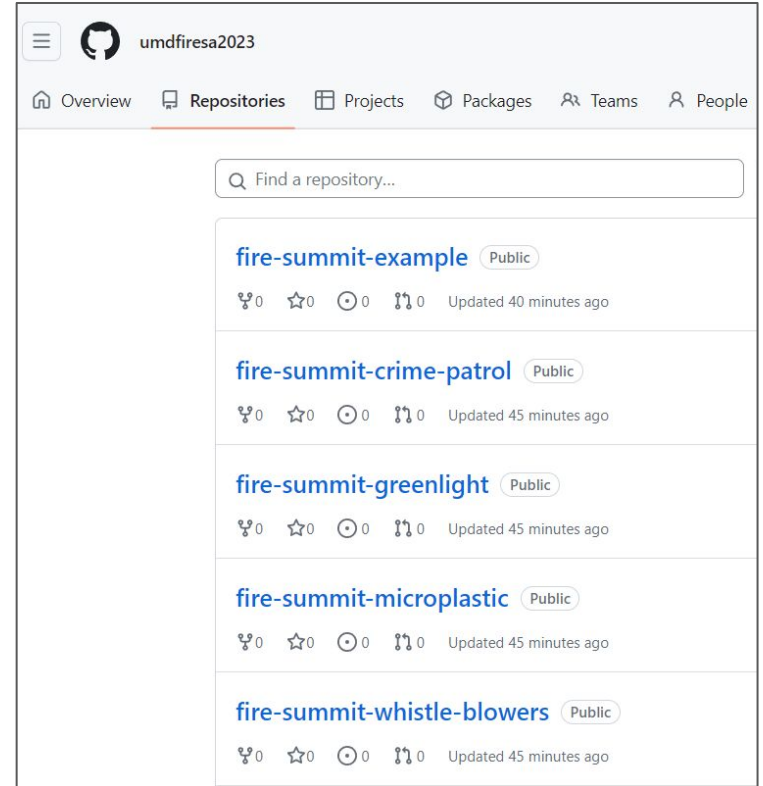 umdfiresa2023
Overview Repositories Projects Packages Teams People
Find a repository...
fire-summit-example Public
0 0 0 0 Updated 40 minutes ago
fire-summit-crime-patrol Public
0 0 0 0 Updated 45 minutes ago
fire-summit-greenlight Public
0 0 0 0 Updated 45 minutes ago
fire-summit-microplastic Public
0 0 0 0 Updated 45 minutes ago
fire-summit-whistle-blowers Public
0 0 0 0 Updated 45 minutes ago